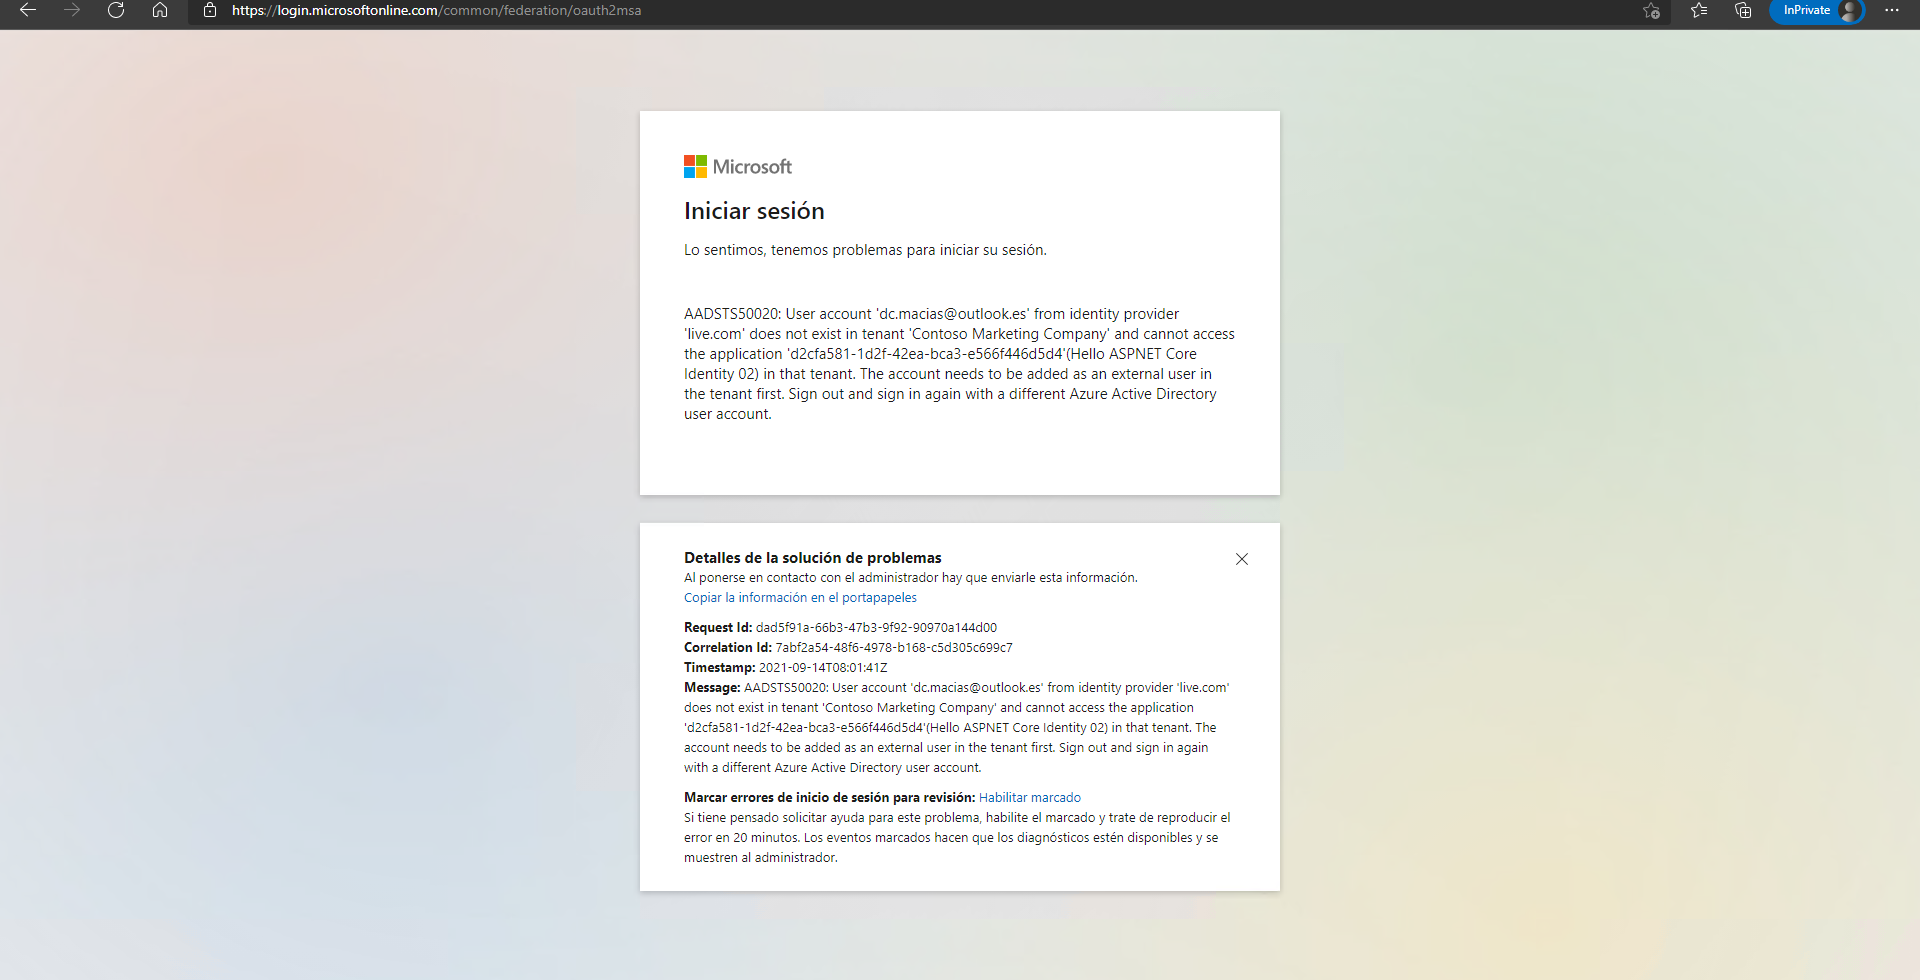 https://login.microsoftonline.com/common/federation/oauth2msa
InPrivate
Microsoft
Iniciar sesión
Lo sentimos, tenemos problemas para iniciar su sesión.
AADSTS50020: User account 'dc.macias@outlook.es' from identity provider
'live.com' does not exist in tenant 'Contoso Marketing Company' and cannot access
the application 'd2cfa581-1d2f-42ea-bca3-e566f446d5d4'(Hello ASPNET Core
Identity 02) in that tenant. The account needs to be added as an external user in
the tenant first. Sign out and sign in again with a different Azure Active Directory
user account.
Detalles de la solución de problemas
Al ponerse en contacto con el administrador hay que enviarle esta información.
Copiar la información en el portapapeles
Request Id: dad5f91a-66b3-47b3-9f92-90970a144d00
Correlation Id: 7abf2a54-48f6-4978-b168-c5d305c699c7
Timestamp: 2021-09-14T08:01:41Z
Message: AADSTS50020: User account 'dc.macias@outlook.es' from identity provider 'live.com'
does not exist in tenant 'Contoso Marketing Company' and cannot access the application
'd2cfa581-1d2f-42ea-bca3-e566f446d5d4'(Hello ASPNET Core Identity 02) in that tenant. The
account needs to be added as an external user in the tenant first. Sign out and sign in again
with a different Azure Active Directory user account.
Marcar errores de inicio de sesión para revisión: Habilitar marcado
Si tiene pensado solicitar ayuda para este problema, habilite el marcado y trate de reproducir el
error en 20 minutos. Los eventos marcados hacen que los diagnósticos estén disponibles y se
muestren al administrador.